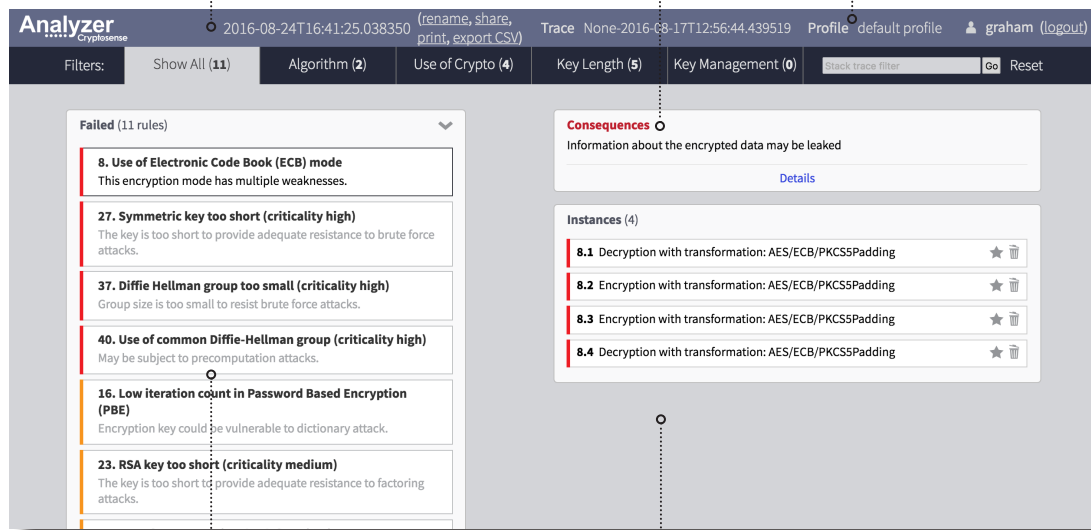 Analyzer
Cryptosense
2016-08-24T16:41:25.038350 (rename, share, print, export CSV)
Trace None-2016-08-17T12:56:44.439519
Profile default profile
graham (logout)
Filters:
Show All (11)
Algorithm (2)
Use of Crypto (4)
Key Length (5)
Key Management (0)
Stack trace filter
Go
Reset
Failed (11 rules)
8. Use of Electronic Code Book (ECB) mode
This encryption mode has multiple weaknesses.
27. Symmetric key too short (criticality high)
The key is too short to provide adequate resistance to brute force
attacks.
37. Diffie Hellman group too small (criticality high)
Group size is too small to resist brute force attacks.
40. Use of common Diffie-Hellman group (criticality high)
May be subject to precomputation attacks.
16. Low iteration count in Password Based Encryption
(PBE)
Encryption key could be vulnerable to dictionary attack.
23. RSA key too short (criticality medium)
The key is too short to provide adequate resistance to factoring
attacks.
Consequences
Information about the encrypted data may be leaked
Details
Instances (4)
8.1 Decryption with transformation: AES/ECB/PKCS5Padding
8.2 Encryption with transformation: AES/ECB/PKCS5Padding
8.3 Encryption with transformation: AES/ECB/PKCS5Padding
8.4 Decryption with transformation: AES/ECB/PKCS5Padding